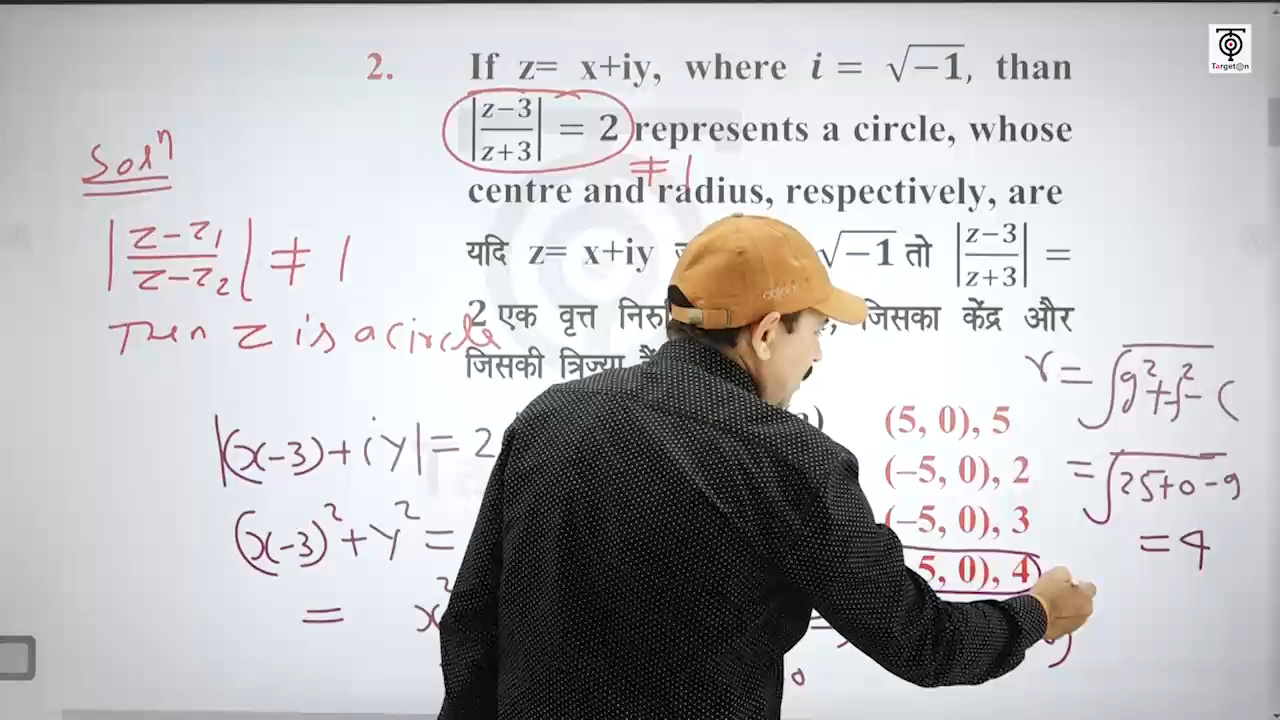 Target@n
2. If z= x+iy, where i = √−1, than
|z−3/z+3| = 2 represents a circle, whose
≠ 1
centre and radius, respectively, are
यदि z= x+iy √−1 तो |z−3/z+3| =
2 एक वृत्त जिसका केंद्र और
जिसकी त्रिज्या
(5, 0), 5
(−5, 0), 2
(−5, 0), 3
5, 0), 4
Solⁿ
|z−z₁/z−z₂| ≠ 1
Then z is a circle
|(x−3)+iy| = 2
(x−3)²+y² =
= x²
r = √g²+f²−c
= √25+0−9
= 4